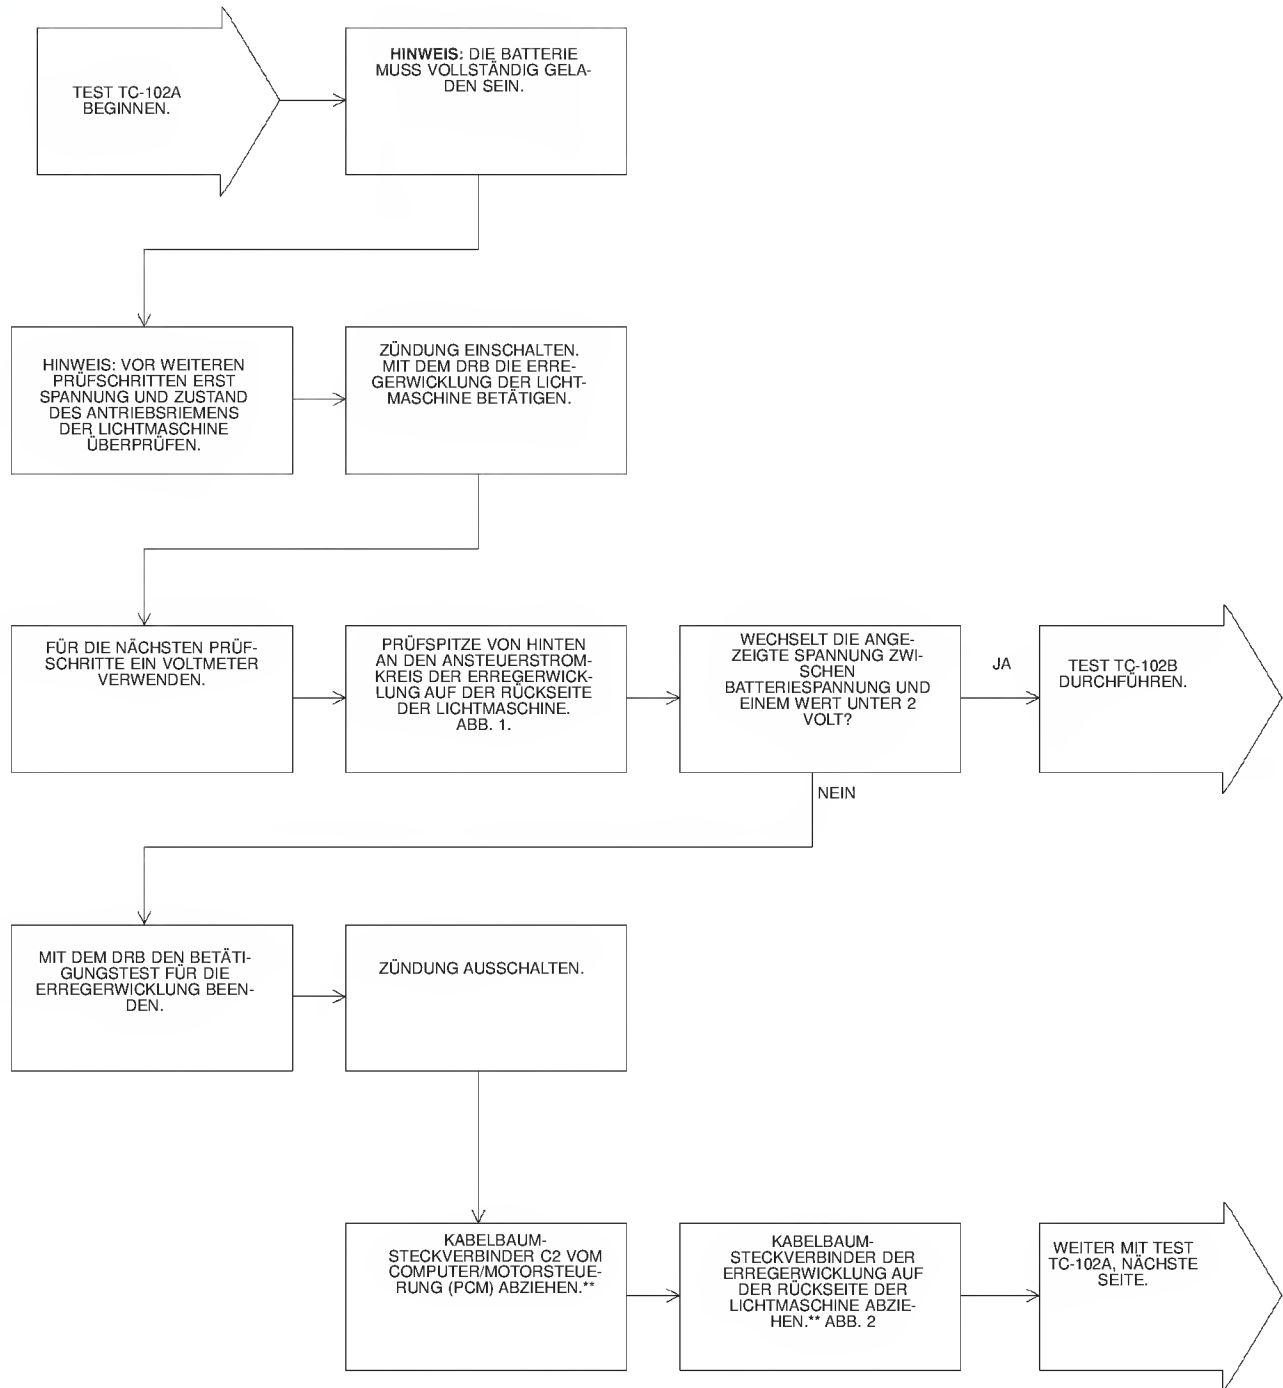 TEST TC-102A
BEGINNEN.
HINWEIS: DIE BATTERIE
MUSS VOLLSTÄNDIG GELA-
DEN SEIN.
HINWEIS: VOR WEITEREN
PRÜFSCHRITTEN ERST
SPANNUNG UND ZUSTAND
DES ANTRIEBSRIEMENS
DER LICHTMASCHINE
ÜBERPRÜFEN.
ZÜNDUNG EINSCHALTEN.
MIT DEM DRB DIE ERRE-
GERWICKLUNG DER LICHT-
MASCHINE BETÄTIGEN.
FÜR DIE NÄCHSTEN PRÜF-
SCHRITTE EIN VOLTMETER
VERWENDEN.
PRÜFSPITZE VON HINTEN
AN DEN ANSTEUERSTROM-
KREIS DER ERREGERWICK-
LUNG AUF DER RÜCKSEITE
DER LICHTMASCHINE.
ABB. 1.
WECHSELT DIE ANGE-
ZEIGTE SPANNUNG ZWI-
SCHEN
BATTERIESPANNUNG UND
EINEM WERT UNTER 2
VOLT?
JA
TEST TC-102B
DURCHFÜHREN.
NEIN
MIT DEM DRB DEN BETÄTI-
GUNGSTEST FÜR DIE
ERREGERWICKLUNG BEEN-
DEN.
ZÜNDUNG AUSSCHALTEN.
KABELBAUM-
STECKVERBINDER C2 VOM
COMPUTER/MOTORSTEUE-
RUNG (PCM) ABZIEHEN.**
KABELBAUM-
STECKVERBINDER DER
ERREGERWICKLUNG AUF
DER RÜCKSEITE DER
LICHTMASCHINE ABZIE-
HEN.** ABB. 2
WEITER MIT TEST
TC-102A, NÄCHSTE
SEITE.